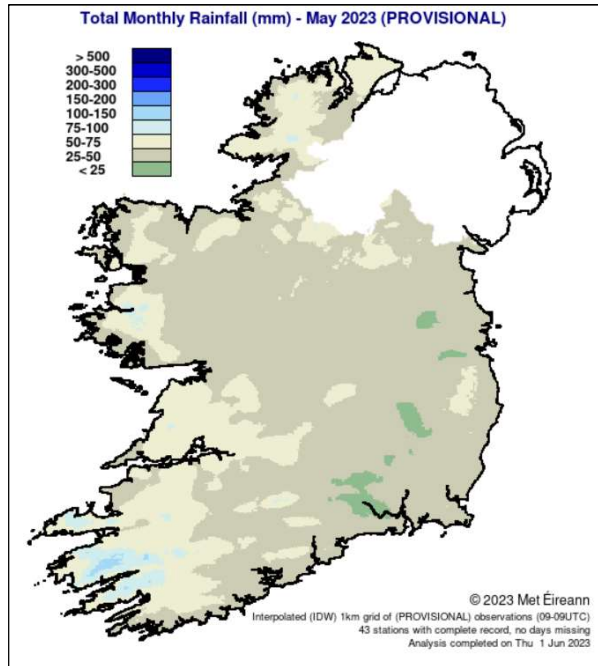 Total Monthly Rainfall (mm) - May 2023 (PROVISIONAL)
> 500
300-500
200-300
150-200
100-150
75-100
50-75
25-50
< 25
© 2023 Met Éireann
Interpolated (IDW) 1km grid of (PROVISIONAL) observations (09-09UTC)
43 stations with complete record, no days missing
Analysis completed on Thu 1 Jun 2023